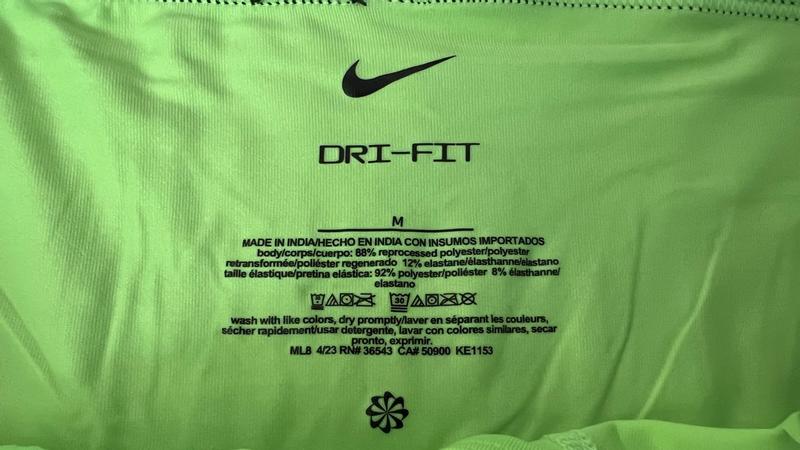 DRI-FIT
M
MADE IN INDIA/HECHO EN INDIA CON INSUMOS IMPORTADOS
body/corps/cuerpo: 88% reprocessed polyester/polyester
retransformée/poliéster regenerado 12% elastane/élasthanne/elastano
taille élastique/pretina elástica: 92% polyester/poliéster 8% élasthanne/
elastano
30
wash with like colors, dry promptly/laver en séparant les couleurs,
sécher rapidement/usar detergente, lavar con colores similares, secar
pronto, exprimir.
ML8 4/23 RN# 36543 CA# 50900 KE1153